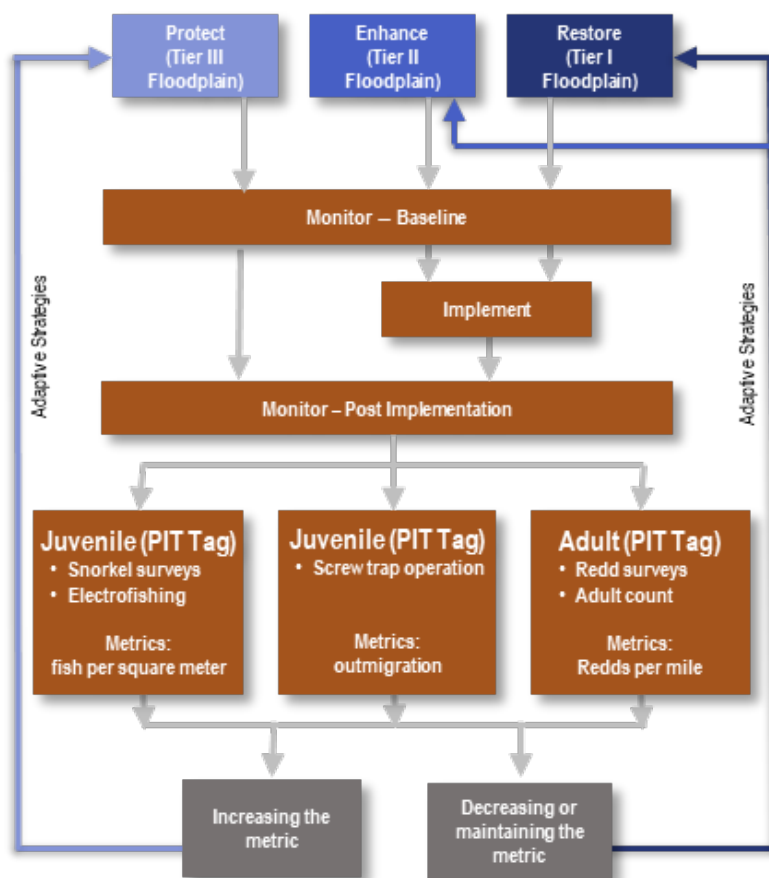 Protect
(Tier III
Floodplain)
Enhance
(Tier II
Floodplain)
Restore
(Tier I
Floodplain)
Monitor – Baseline
Implement
Monitor – Post Implementation
Adaptive Strategies
Adaptive Strategies
Juvenile (PIT Tag)
• Snorkel surveys
• Electrofishing
Metrics:
fish per square meter
Juvenile (PIT Tag)
• Screw trap operation
Metrics:
outmigration
Adult (PIT Tag)
• Redd surveys
• Adult count
Metrics:
Redds per mile
Increasing the
metric
Decreasing or
maintaining the
metric